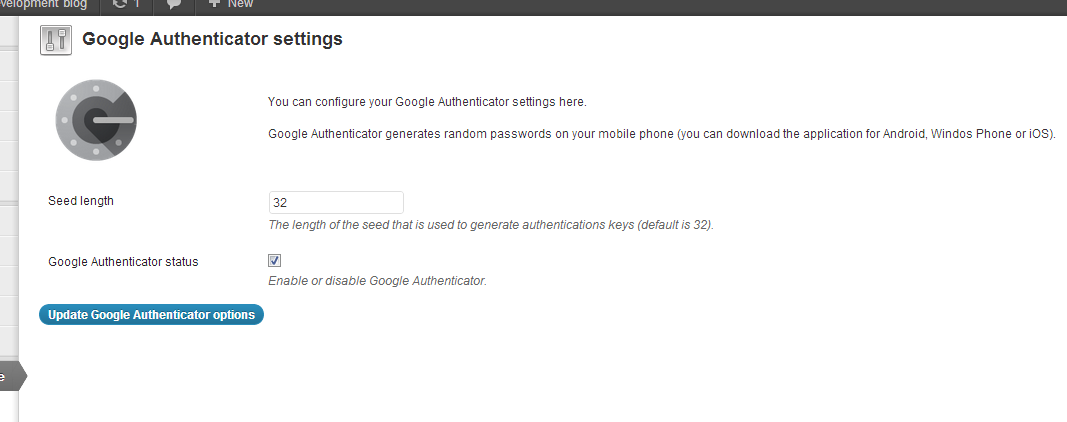 velopment blog 1 New
Google Authenticator settings
You can configure your Google Authenticator settings here.
Google Authenticator generates random passwords on your mobile phone (you can download the application for Android, Windos Phone or iOS).
Seed length
32
The length of the seed that is used to generate authentications keys (default is 32).
Google Authenticator status
Enable or disable Google Authenticator.
Update Google Authenticator options
e